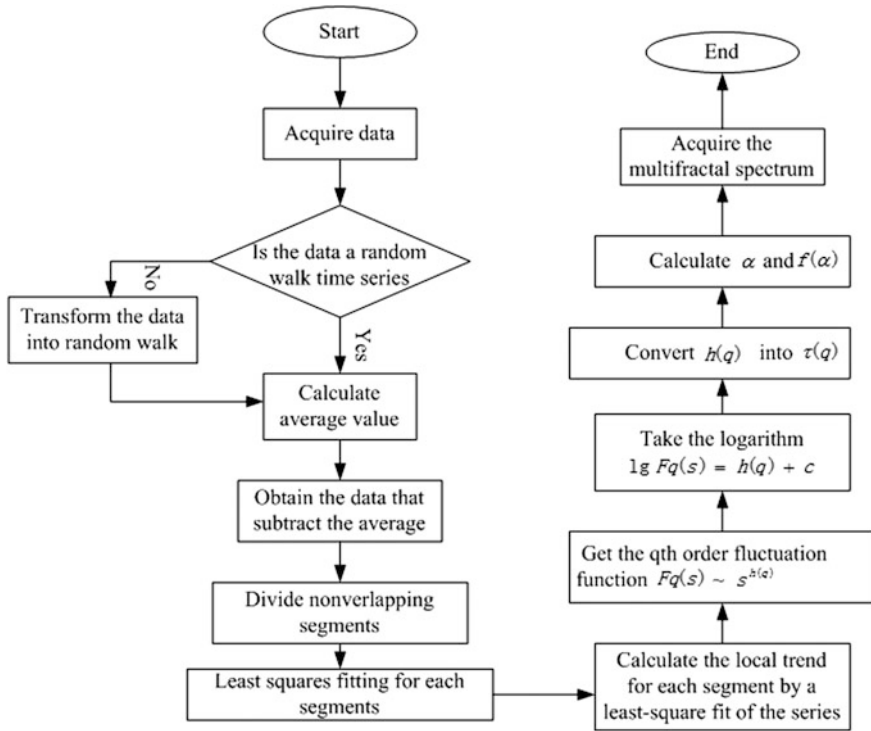 Start
Acquire data
Is the data a random
walk time series
No
Yes
Transform the data
into random walk
Calculate
average value
Obtain the data that
subtract the average
Divide nonverlapping
segments
Least squares fitting for each
segments
Calculate the local trend
for each segment by a
least-square fit of the series
Get the qth order fluctuation
function Fq(s) ~ s^h(q)
Take the logarithm
lg Fq(s) = h(q) + c
Convert h(q) into τ(q)
Calculate α and f(α)
Acquire the
multifractal spectrum
End